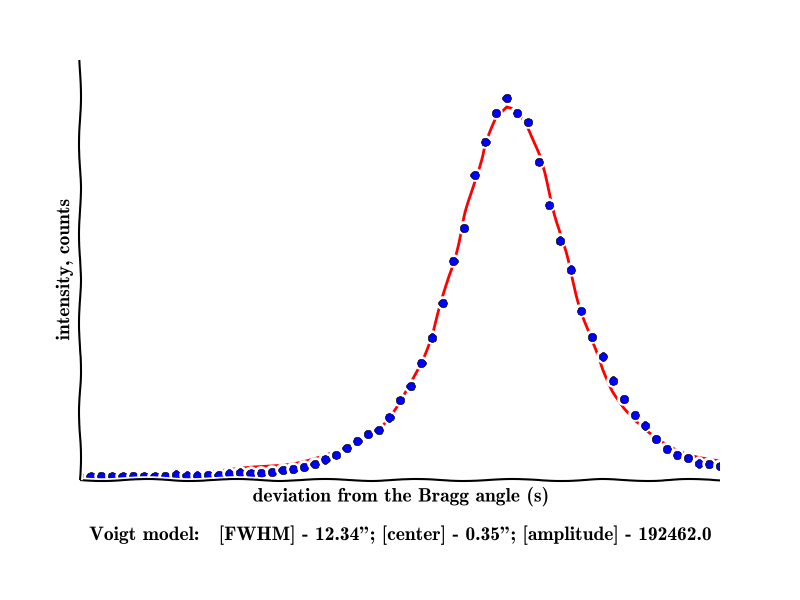 intensity, counts
deviation from the Bragg angle (s)
Voigt model: [FWHM] - 12.34”; [center] - 0.35”; [amplitude] - 192462.0